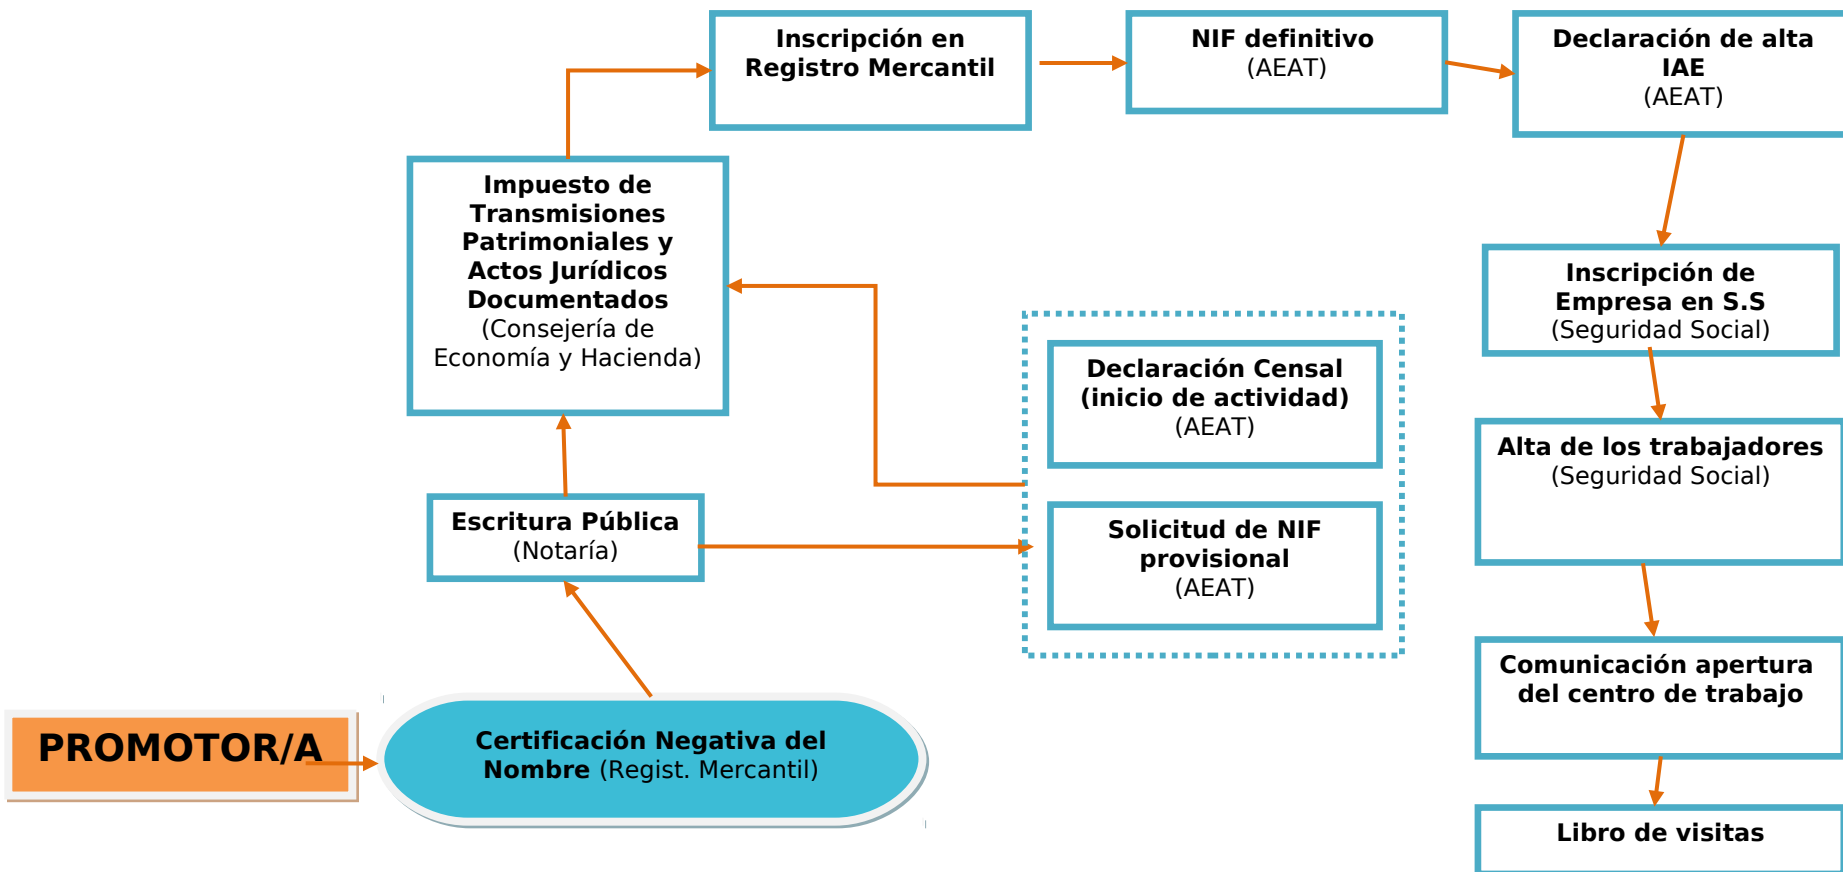 Inscripción en
Registro Mercantil
NIF definitivo
(AEAT)
Declaración de alta
IAE
(AEAT)
Impuesto de
Transmisiones
Patrimoniales y
Actos Jurídicos
Documentados
(Consejería de
Economía y Hacienda)
Inscripción de
Empresa en S.S
(Seguridad Social)
Declaración Censal
(inicio de actividad)
(AEAT)
Alta de los trabajadores
(Seguridad Social)
Escritura Pública
(Notaría)
Solicitud de NIF
provisional
(AEAT)
Comunicación apertura
del centro de trabajo
PROMOTOR/A
Certificación Negativa del
Nombre (Regist. Mercantil)
Libro de visitas